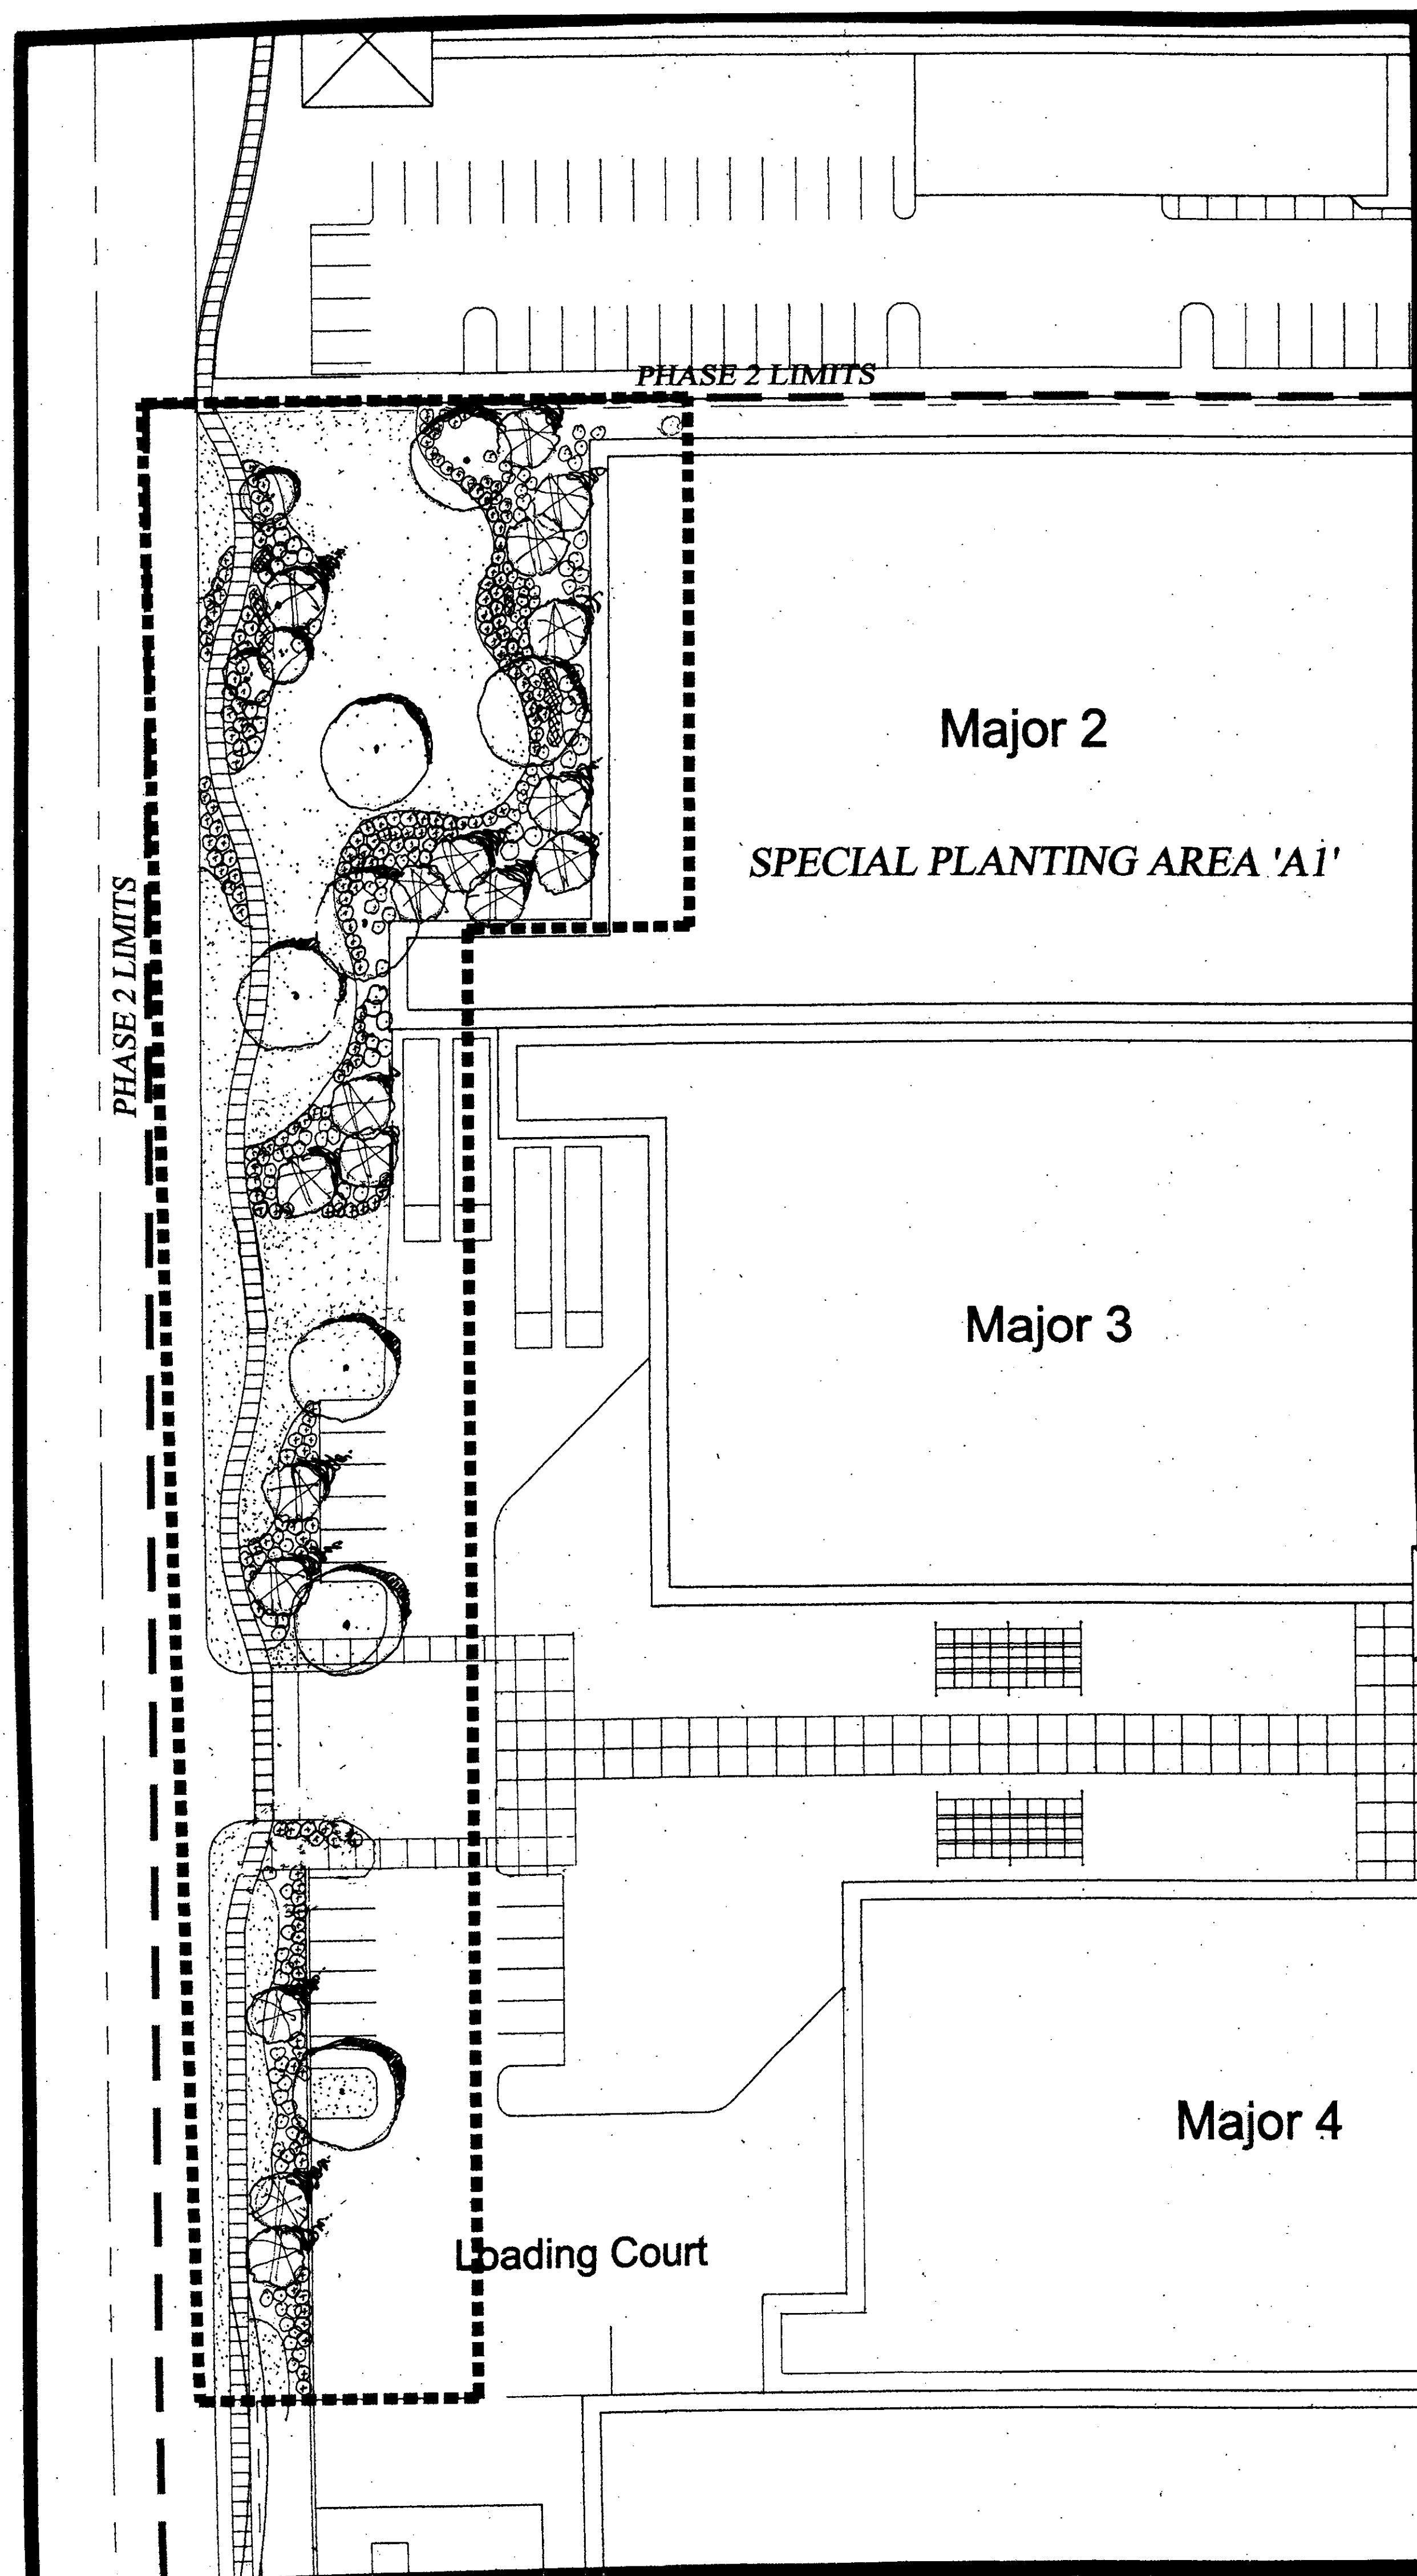 PHASE 2 LIMITS
Major 2
SPECIAL PLANTING AREA 'A1'
PHASE 2 LIMITS
Major 3
Major 4
Loading Court